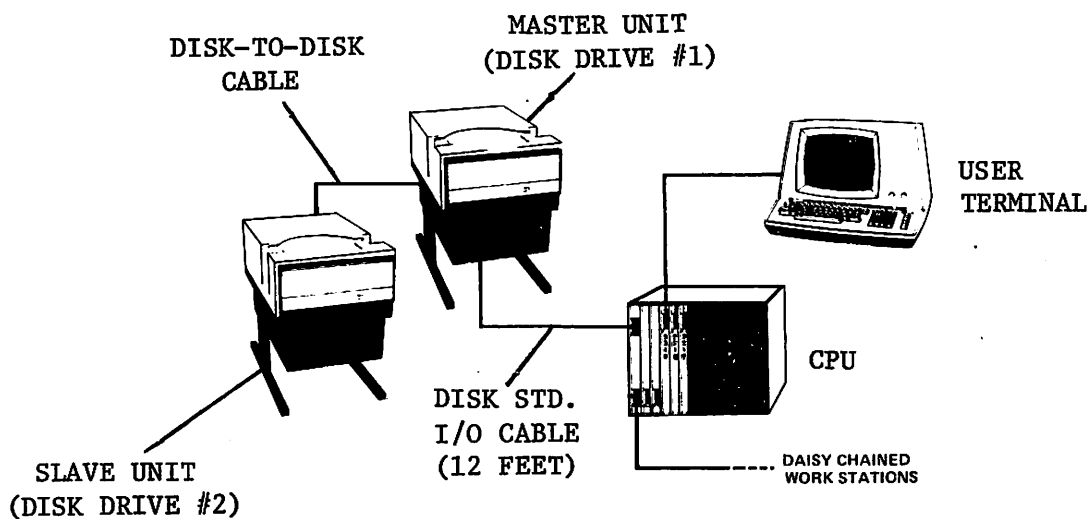 MASTER UNIT
(DISK DRIVE #1)
DISK-TO-DISK
CABLE
USER
TERMINAL
CPU
DISK STD.
I/O CABLE
(12 FEET)
DAISY CHAINED
WORK STATIONS
SLAVE UNIT
(DISK DRIVE #2)